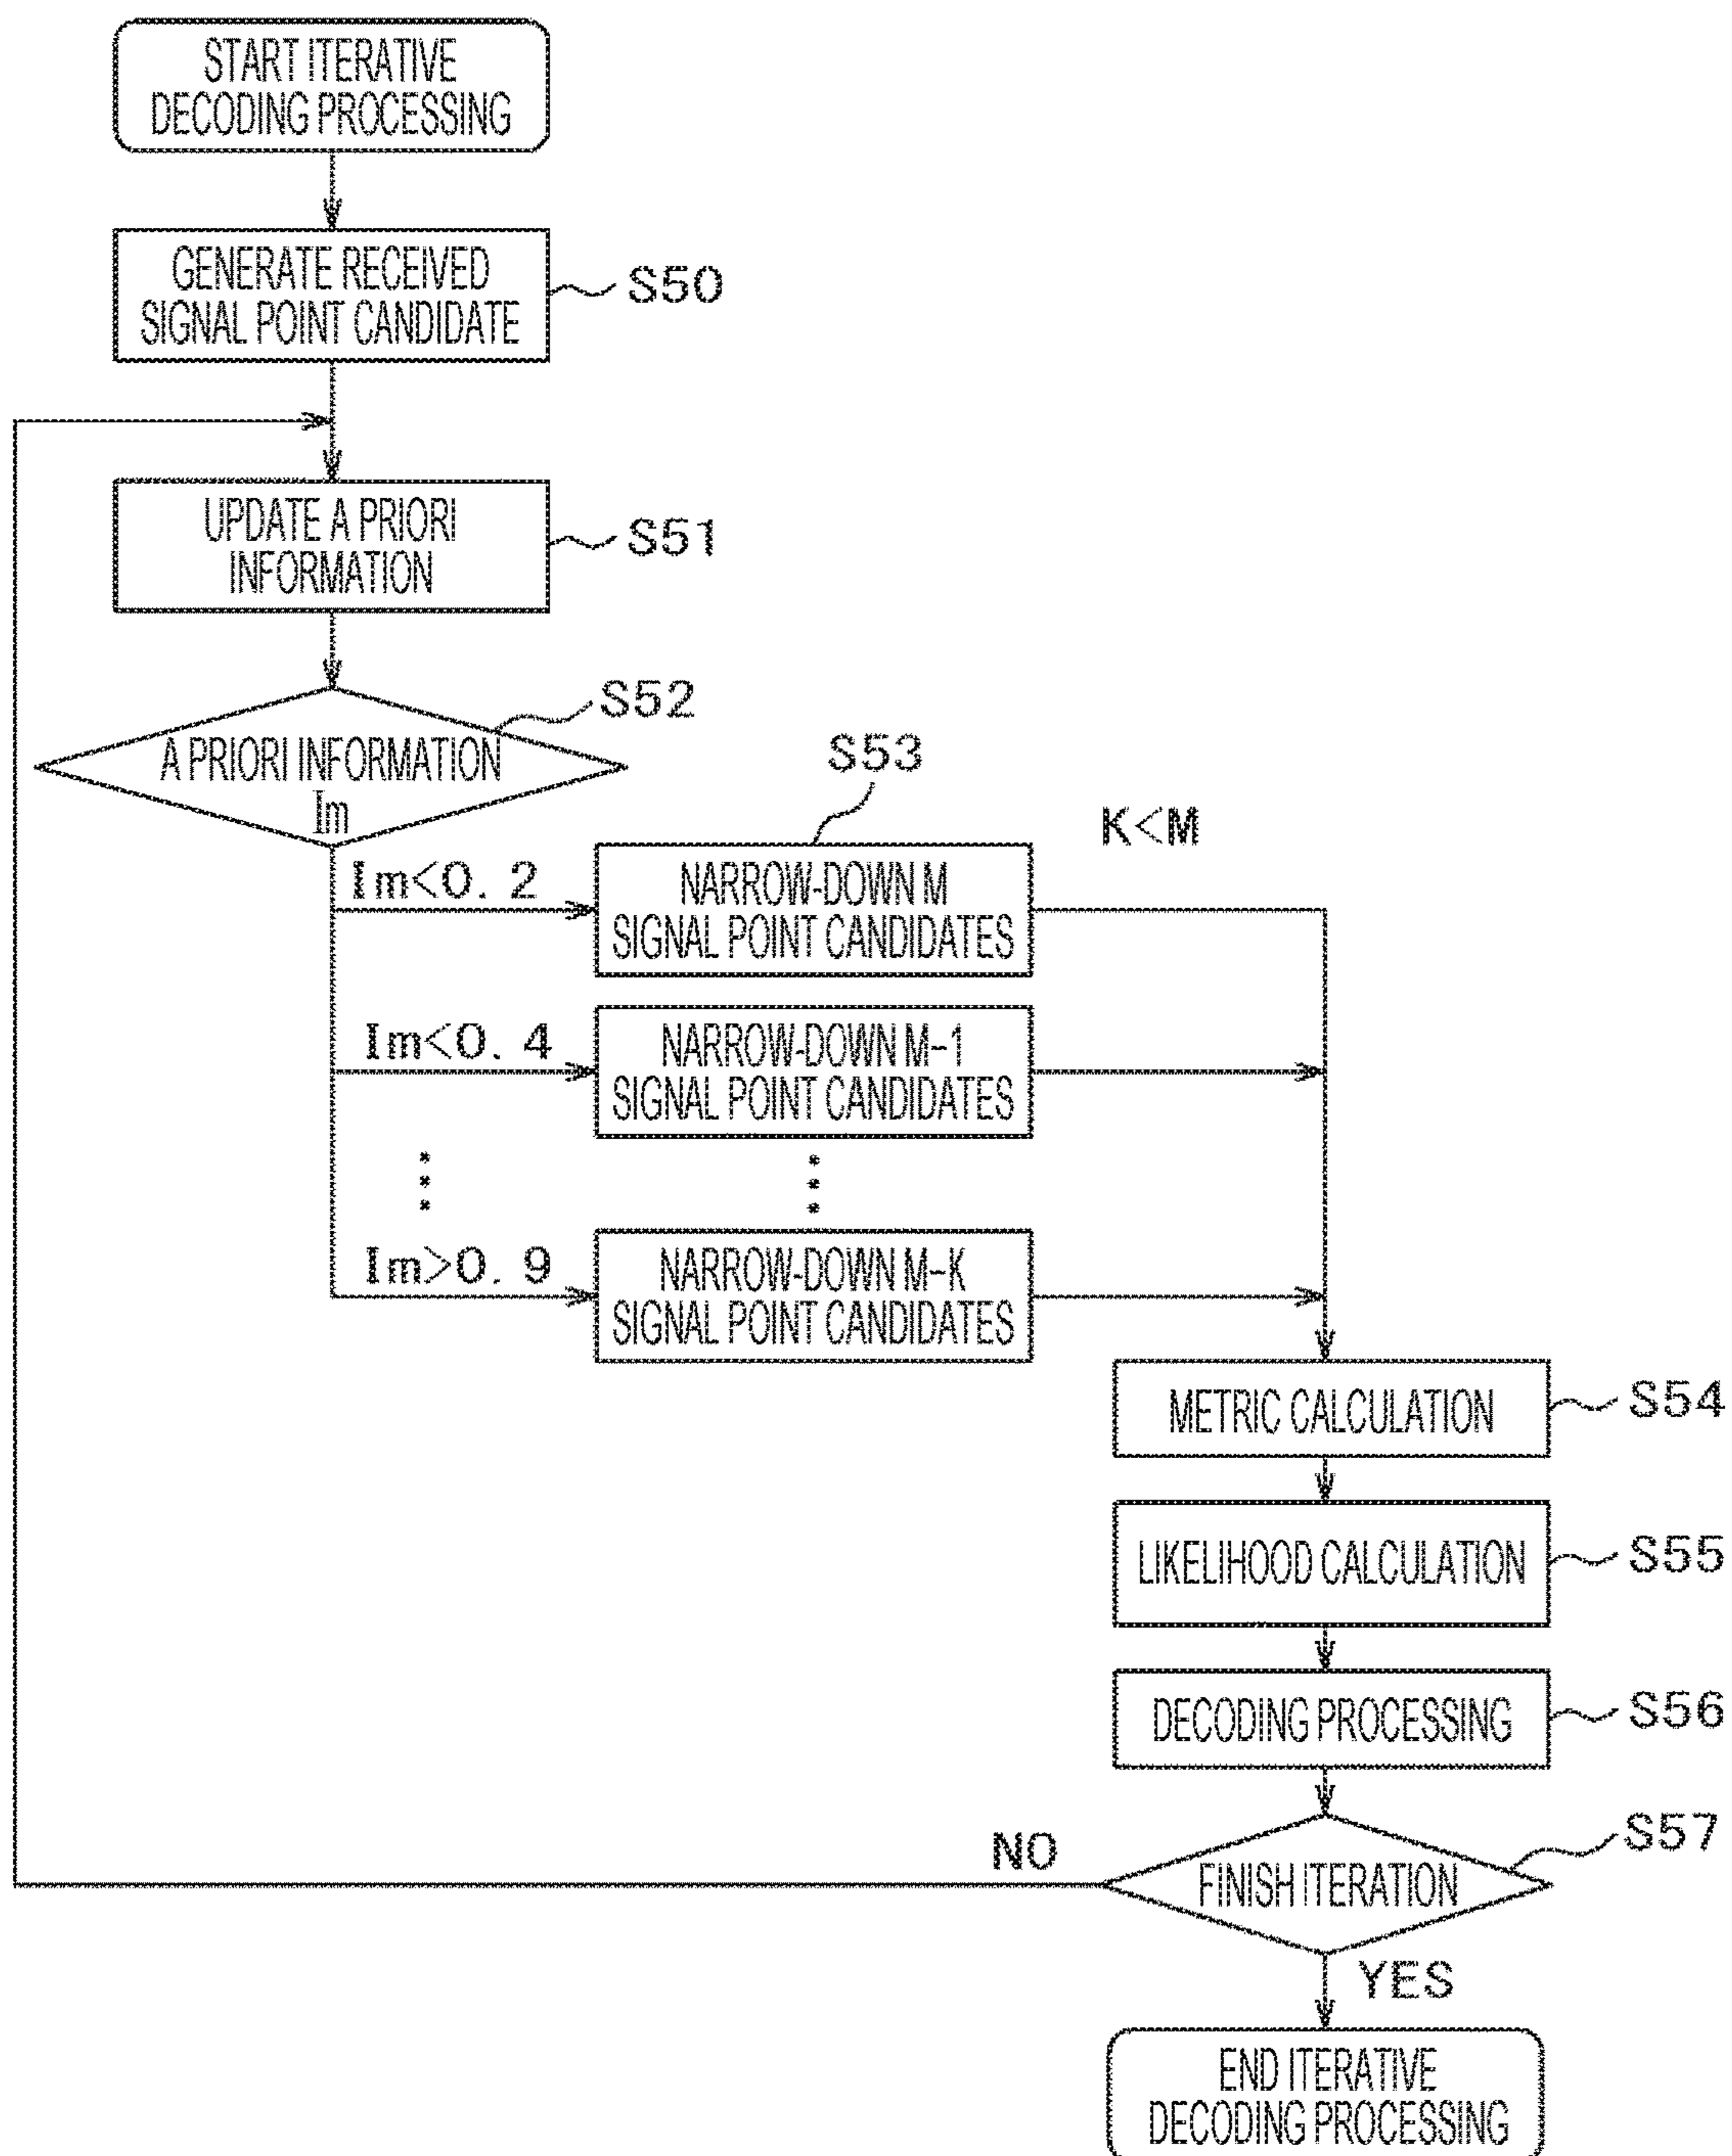 START ITERATIVE
DECODING PROCESSING
GENERATE RECEIVED
SIGNAL POINT CANDIDATE
S50
UPDATE A PRIORI
INFORMATION
S51
S52
A PRIORI INFORMATION
Im
S53
K<M
Im<0.2
NARROW-DOWN M
SIGNAL POINT CANDIDATES
Im<0.4
NARROW-DOWN M-1
SIGNAL POINT CANDIDATES
Im>0.9
NARROW-DOWN M-K
SIGNAL POINT CANDIDATES
METRIC CALCULATION
S54
LIKELIHOOD CALCULATION
S55
DECODING PROCESSING
S56
S57
NO
FINISH ITERATION
YES
END ITERATIVE
DECODING PROCESSING